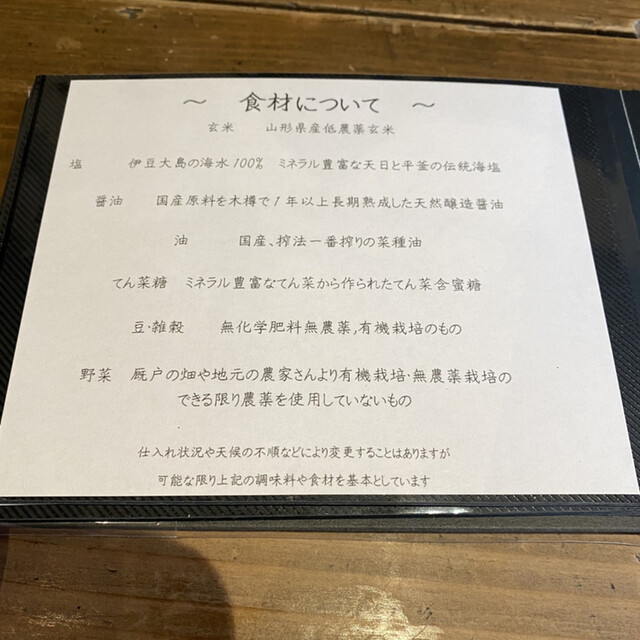 ～ 食材について ～
玄米 山形県産低農薬玄米
塩 伊豆大島の海水100% ミネラル豊富な天日と平釜の伝統海塩
醤油 国産原料を木樽で1年以上長期熟成した天然醸造醤油
油 国産、搾法一番搾りの菜種油
てん菜糖 ミネラル豊富なてん菜から作られたてん菜含蜜糖
豆・雑穀 無化学肥料無農薬,有機栽培のもの
野菜 厩戸の畑や地元の農家さんより有機栽培・無農薬栽培の
できる限り農薬を使用していないもの
仕入れ状況や天候の不順などにより変更することはありますが
可能な限り上記の調味料や食材を基本としています